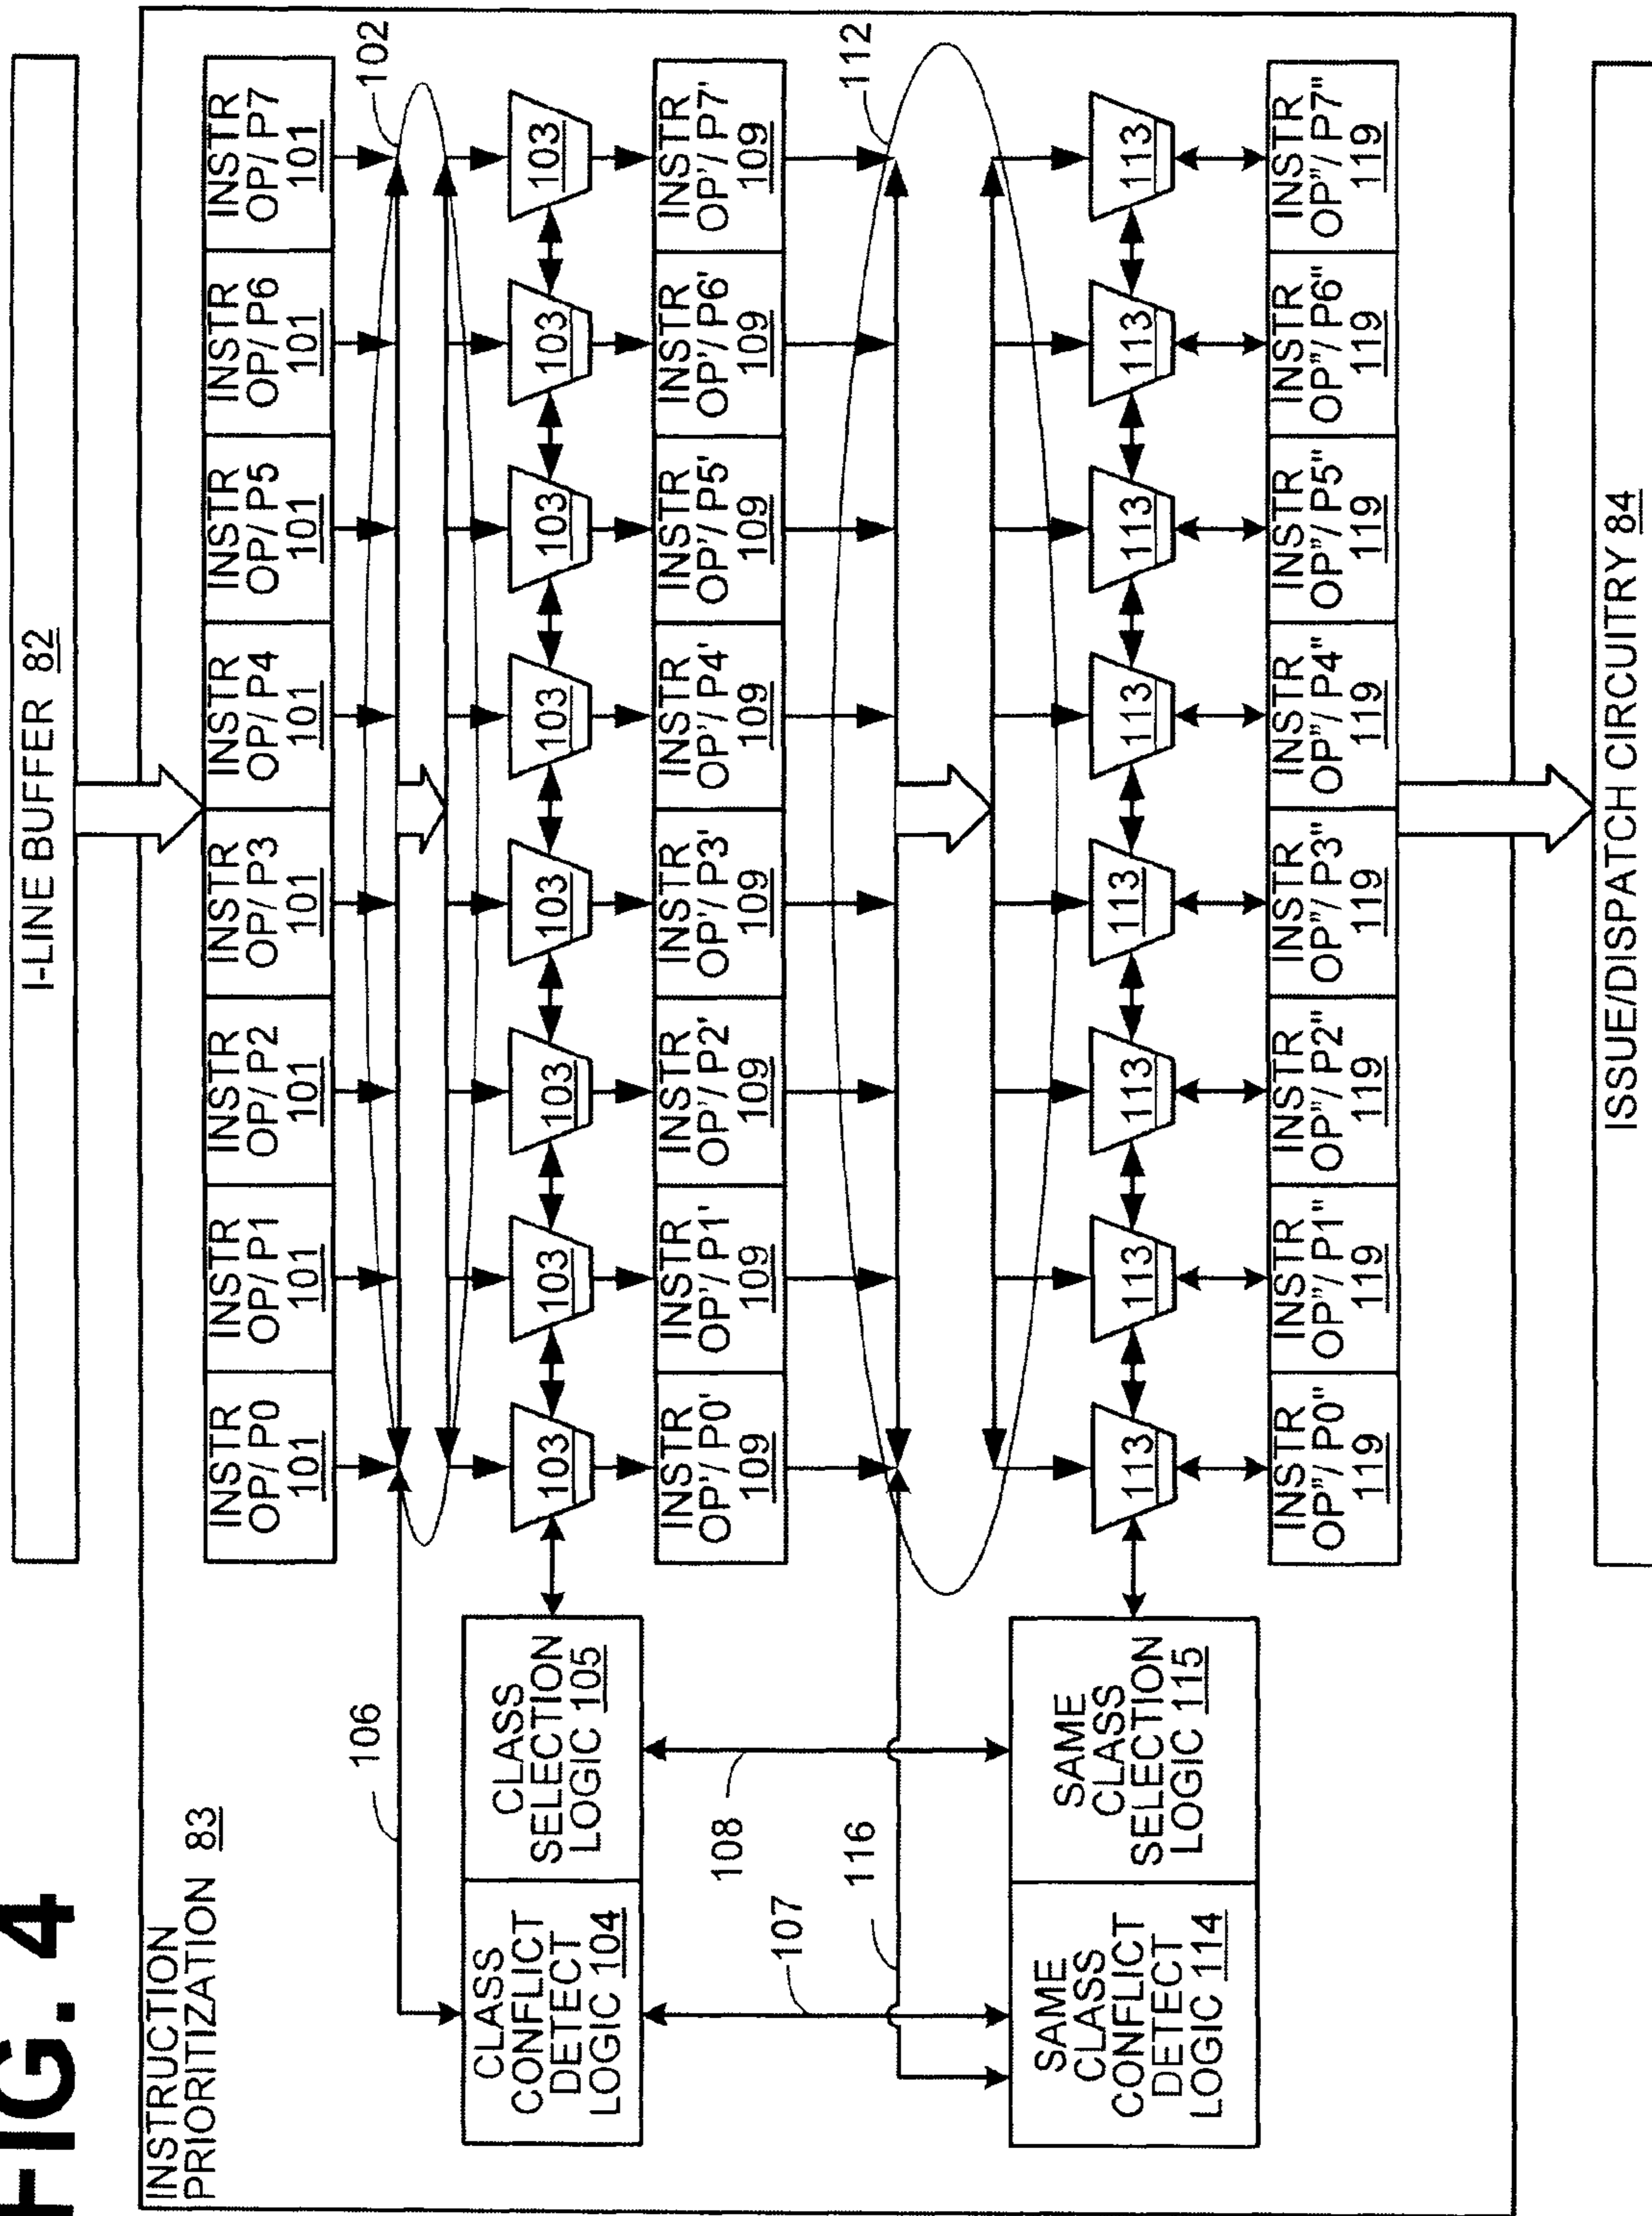 FIG. 4
I-LINE BUFFER 82
INSTRUCTION
PRIORITIZATION 83
INSTR
OP/P0
101
INSTR
OP/P1
101
INSTR
OP/P2
101
INSTR
OP/P3
101
INSTR
OP/P4
101
INSTR
OP/P5
101
INSTR
OP/P6
101
INSTR
OP/P7
101
106
102
CLASS
CONFLICT
DETECT
LOGIC 104
CLASS
SELECTION
LOGIC 105
103
103
103
103
103
103
103
103
INSTR
OP'/P0'
109
INSTR
OP'/P1'
109
INSTR
OP'/P2'
109
INSTR
OP'/P3'
109
INSTR
OP'/P4'
109
INSTR
OP'/P5'
109
INSTR
OP'/P6'
109
INSTR
OP'/P7'
109
108
107
116
112
SAME
CLASS
CONFLICT
DETECT
LOGIC 114
SAME
CLASS
SELECTION
LOGIC 115
113
113
113
113
113
113
113
113
INSTR
OP"/P0"
119
INSTR
OP"/P1"
119
INSTR
OP"/P2"
119
INSTR
OP"/P3"
119
INSTR
OP"/P4"
119
INSTR
OP"/P5"
119
INSTR
OP"/P6"
119
INSTR
OP"/P7"
119
ISSUE/DISPATCH CIRCUITRY 84